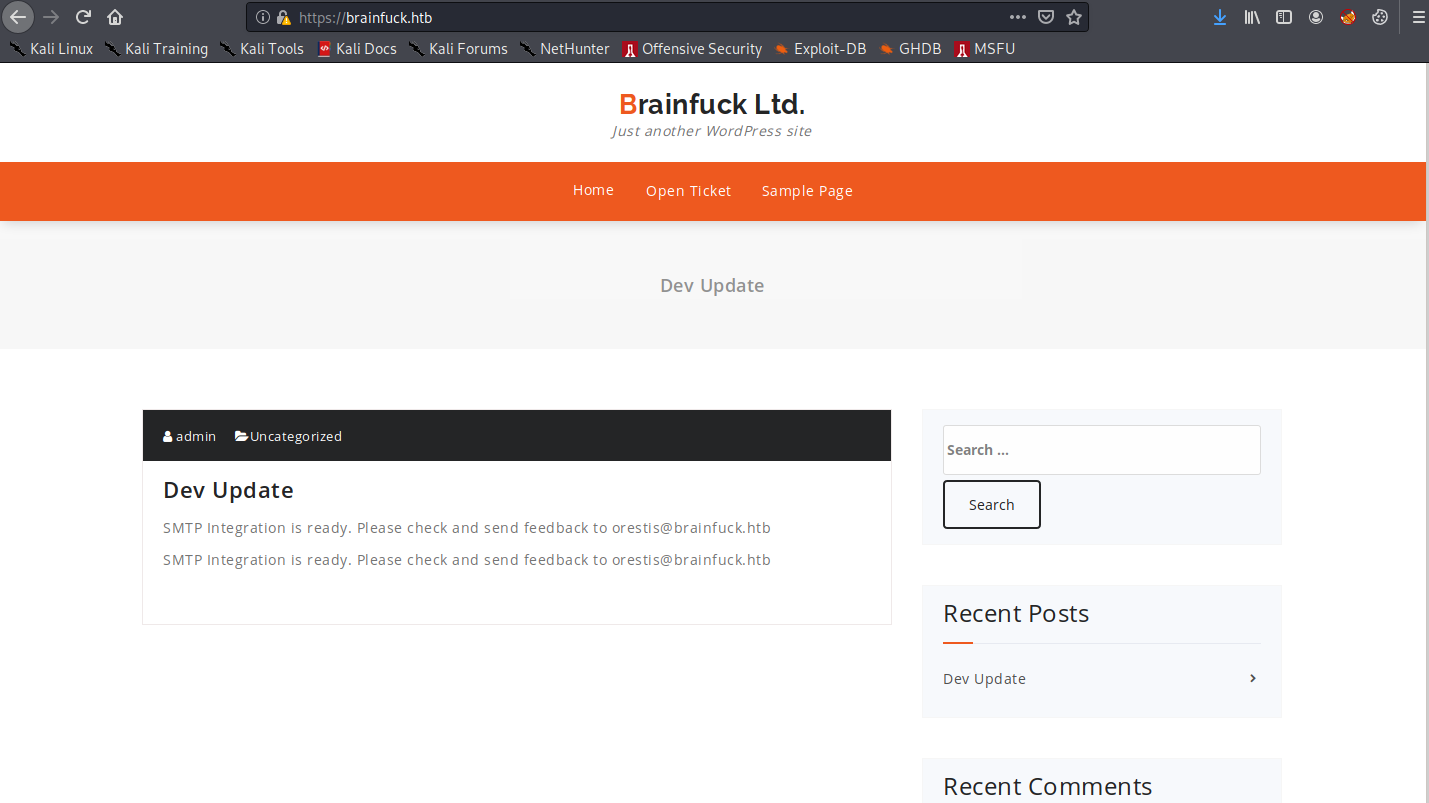 https://brainfuck.htb
Kali Linux Kali Training Kali Tools Kali Docs Kali Forums NetHunter Offensive Security Exploit-DB GHDB MSFU
Brainfuck Ltd.
Just another WordPress site
Home Open Ticket Sample Page
Dev Update
admin Uncategorized
Dev Update
SMTP Integration is ready. Please check and send feedback to orestis@brainfuck.htb
SMTP Integration is ready. Please check and send feedback to orestis@brainfuck.htb
Search ...
Search
Recent Posts
Dev Update
Recent Comments